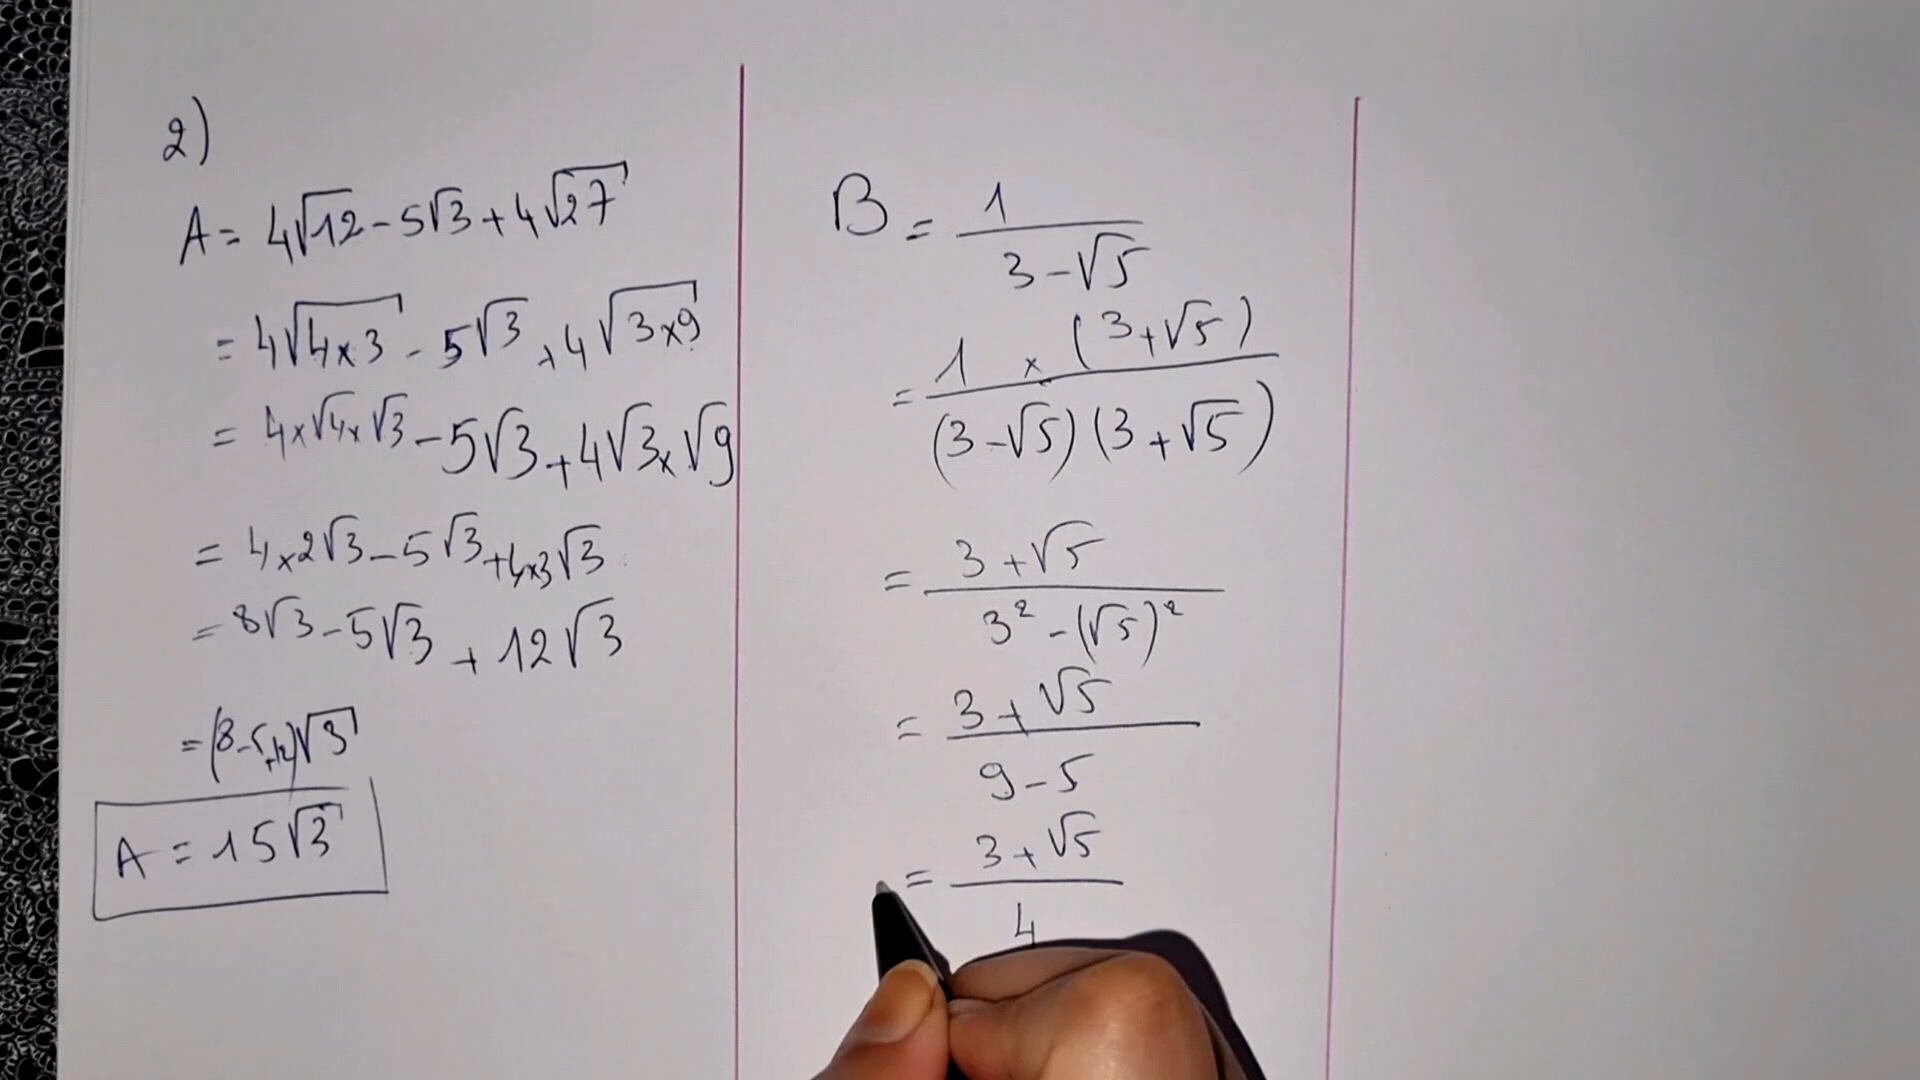 2)
A = 4√12 - 5√3 + 4√27
= 4√4×3 - 5√3 + 4√3×9
= 4×√4×√3 - 5√3 + 4√3×√9
= 4×2√3 - 5√3 + 4×3√3
= 8√3 - 5√3 + 12√3
= (8-5+12)√3
A = 15√3
B = 1 / 3-√5
= 1 × (3+√5) / (3-√5)(3+√5)
= 3+√5 / 3² - (√5)²
= 3+√5 / 9-5
= 3+√5 / 4